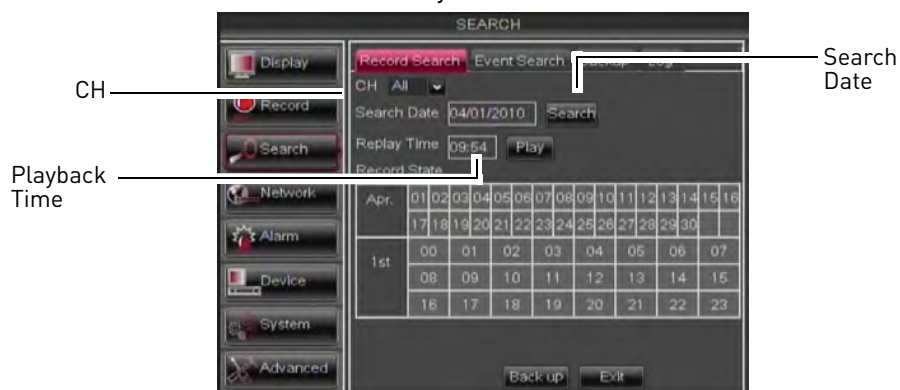 SEARCH
Display
Record
Search
Network
Alarm
Device
System
Advanced
Record Search Event Search Backup Log
CH All
Search Date 04/01/2010 Search
Replay Time 09:54 Play
Record State
Apr. 01 02 03 04 05 06 07 08 09 10 11 12 13 14 15 16
17 18 19 20 21 22 23 24 25 26 27 28 29 30
1st 00 01 02 03 04 05 06 07
08 09 10 11 12 13 14 15
16 17 18 19 20 21 22 23
Back up Exit
CH
Playback
Time
Search
Date